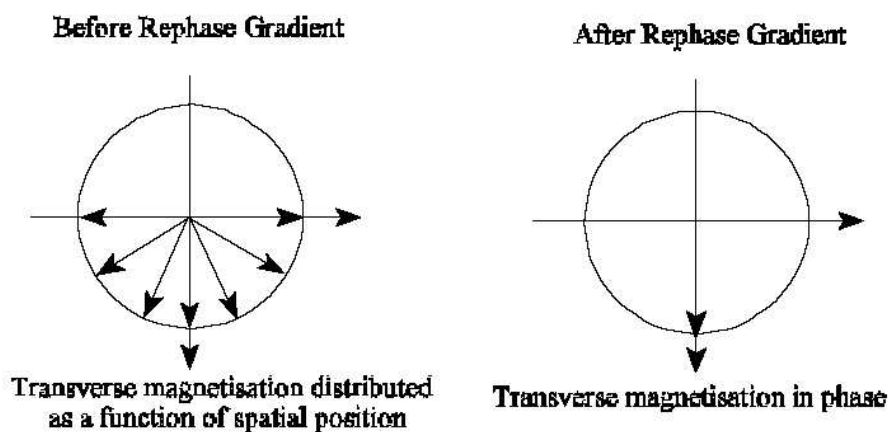 Before Rephase Gradient
After Rephase Gradient
Transverse magnetisation distributed
as a function of spatial position
Transverse magnetisation in phase